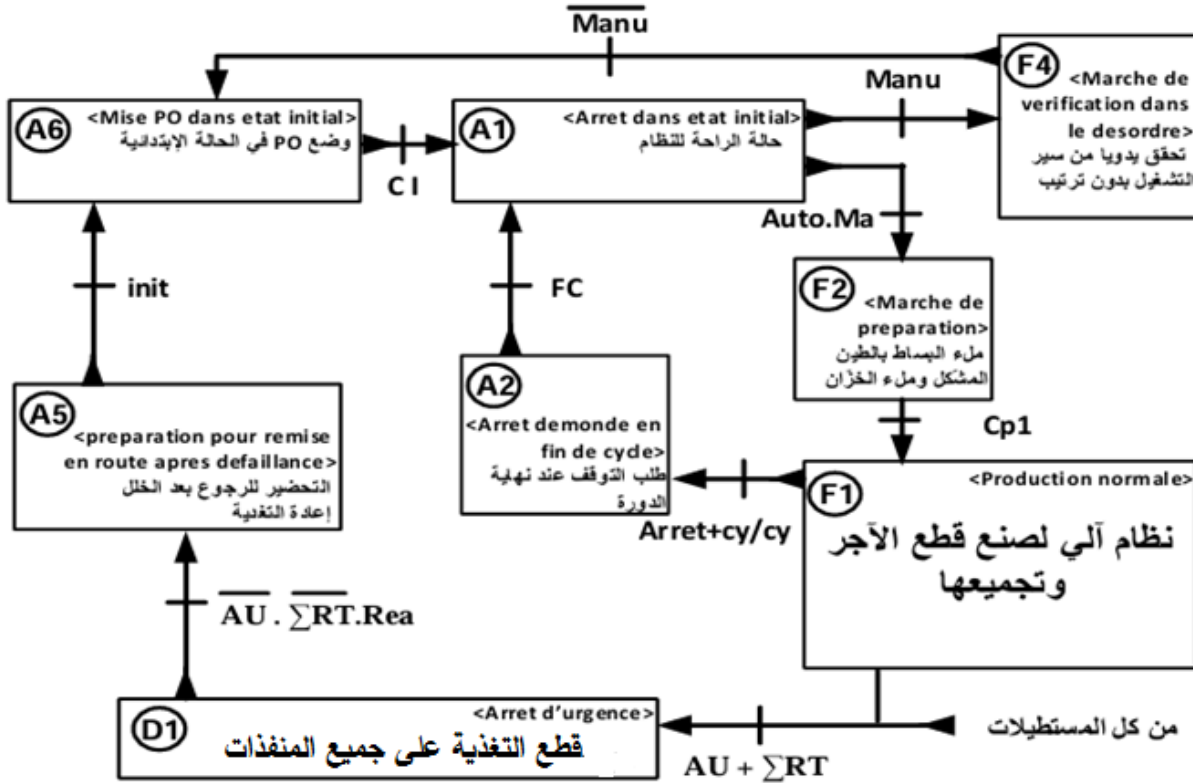 Manu
A6
<Mise PO dans etat initial>
وضع PO في الحالة الإبتدائية
C I
A1
<Arret dans etat initial>
حالة الراحة للنظام
Manu
F4
<Marche de
verification dans
le desordre>
تحقق يدويا من سير
التشغيل بدون ترتيب
Auto.Ma
init
FC
F2
<Marche de
preparation>
ملء البساط بالطين
المشكل وملء الخزّان
Cp1
A5
<preparation pour remise
en route apres defaillance>
التحضير للرجوع بعد الخلل
إعادة التغدية
A2
<Arret demonde en
fin de cycle>
طلب التوقف عند نهاية
الدورة
Arret+cy/cy
F1
<Production normale>
نظام آلي لصنع قطع الآجر
وتجميعها
AU . ∑RT.Rea
D1
<Arret d’urgence>
قطع التغذية على جميع المنفذات
AU + ∑RT
من كل المستطيلات